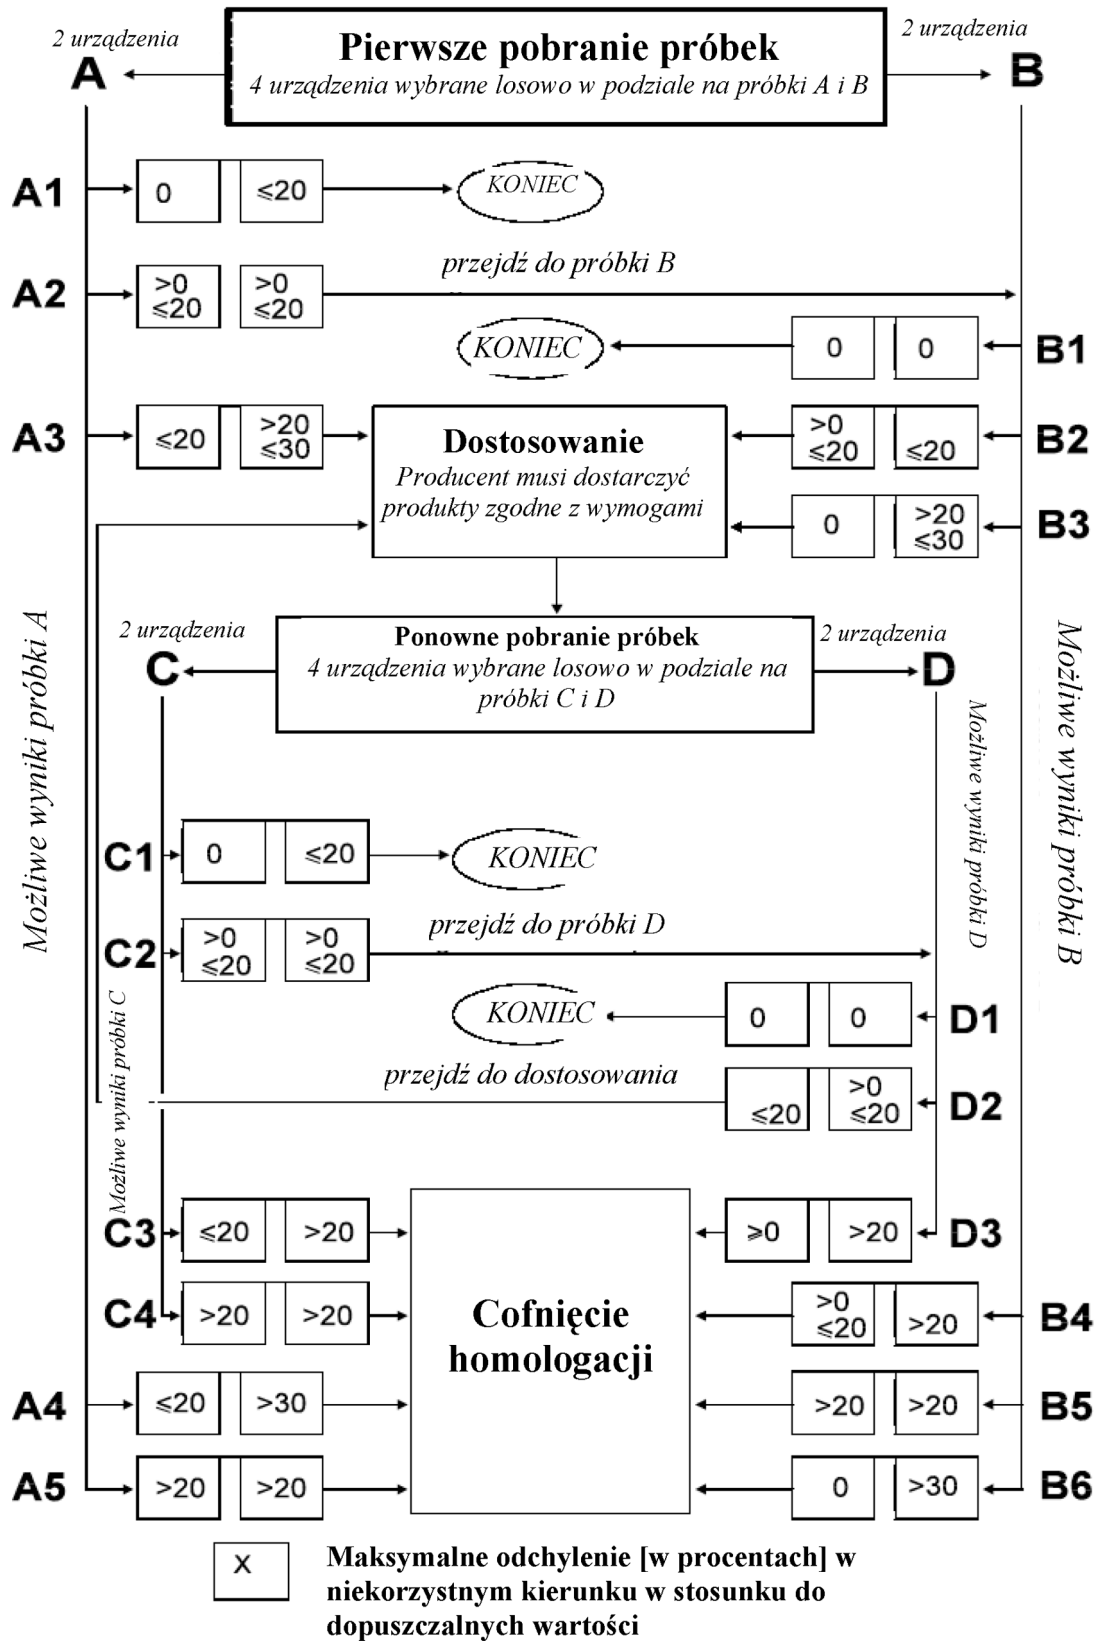 2 urządzenia
Pierwsze pobranie próbek
2 urządzenia
A
4 urządzenia wybrane losowo w podziale na próbki A i B
B
A1
0
≤20
KONIEC
A2
>0
≤20
>0
≤20
przejdź do próbki B
KONIEC
0
0
B1
A3
≤20
>20
≤30
Dostosowanie
Producent musi dostarczyć
produkty zgodne z wymogami
>0
≤20
≤20
B2
0
>20
≤30
B3
Możliwe wyniki próbki A
2 urządzenia
Ponowne pobranie próbek
2 urządzenia
C
4 urządzenia wybrane losowo w podziale na
próbki C i D
D
Możliwe wyniki próbki D
Możliwe wyniki próbki B
C1
0
≤20
KONIEC
C2
>0
≤20
>0
≤20
przejdź do próbki D
Możliwe wyniki próbki C
KONIEC
0
0
D1
przejdź do dostosowania
≤20
>0
≤20
D2
C3
≤20
>20
Cofnięcie
homologacji
≥0
>20
D3
C4
>20
>20
>0
≤20
>20
B4
A4
≤20
>30
>20
>20
B5
A5
>20
>20
0
>30
B6
X
Maksymalne odchylenie [w procentach] w
niekorzystnym kierunku w stosunku do
dopuszczalnych wartości